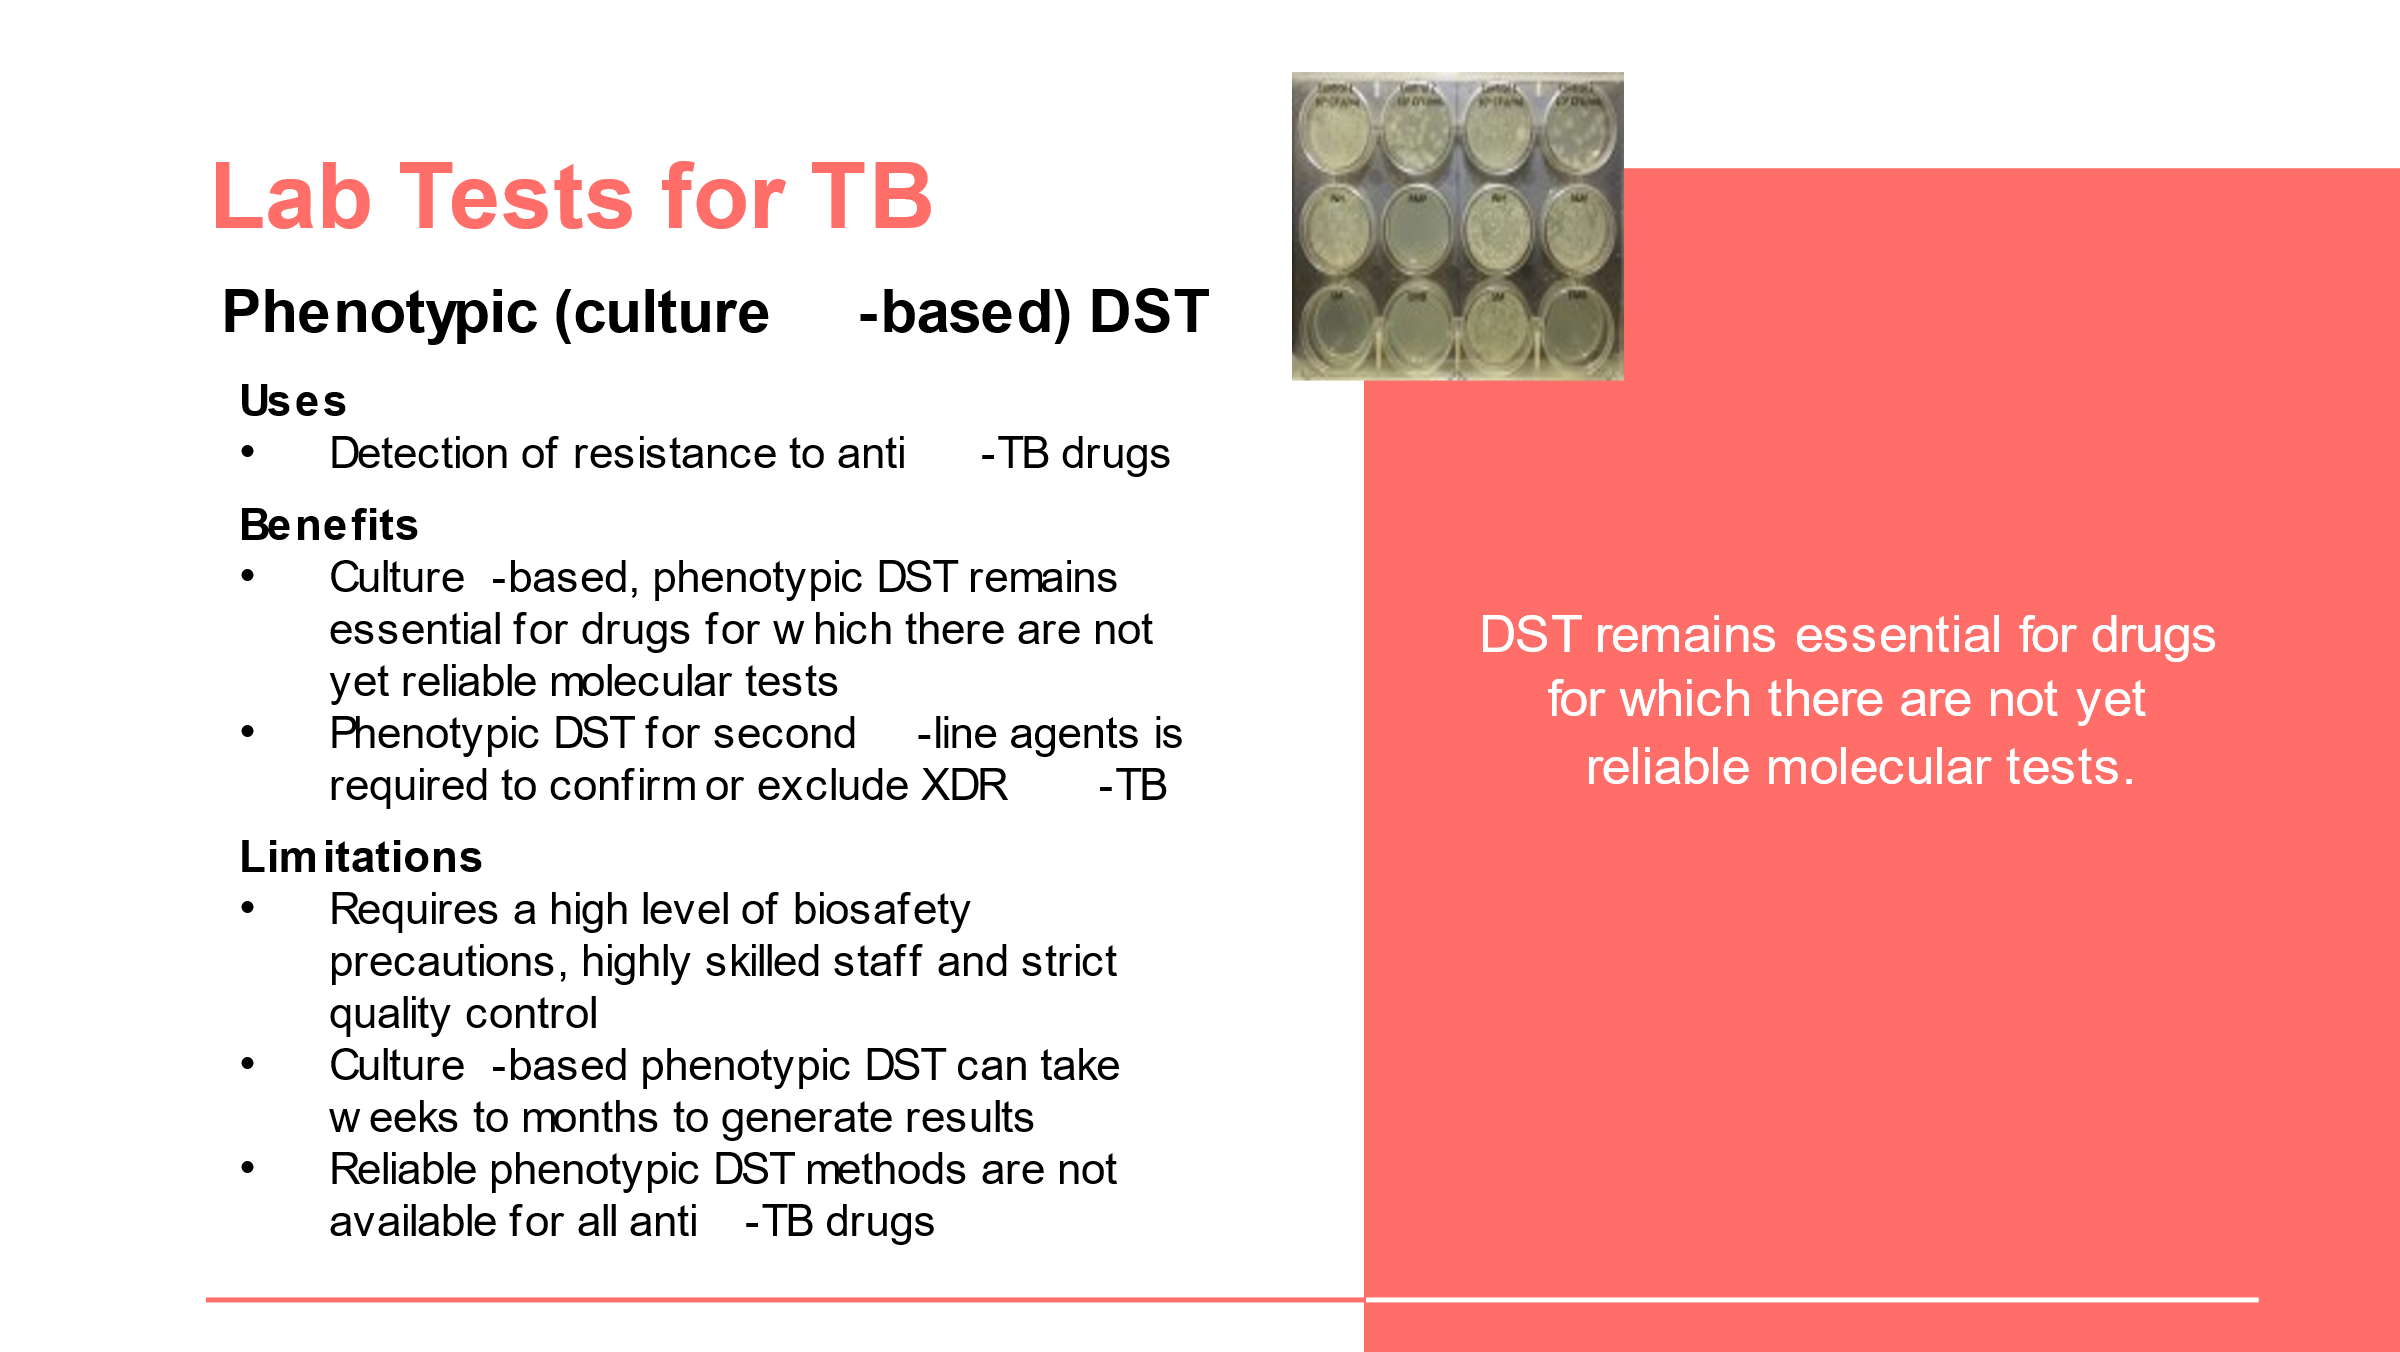 Lab Tests for TB
Phenotypic (culture -based) DST
Uses
• Detection of resistance to anti -TB drugs
Benefits
• Culture -based, phenotypic DST remains
essential for drugs for which there are not
yet reliable molecular tests
• Phenotypic DST for second -line agents is
required to confirm or exclude XDR -TB
Limitations
• Requires a high level of biosafety
precautions, highly skilled staff and strict
quality control
• Culture -based phenotypic DST can take
weeks to months to generate results
• Reliable phenotypic DST methods are not
available for all anti -TB drugs
DST remains essential for drugs
for which there are not yet
reliable molecular tests.